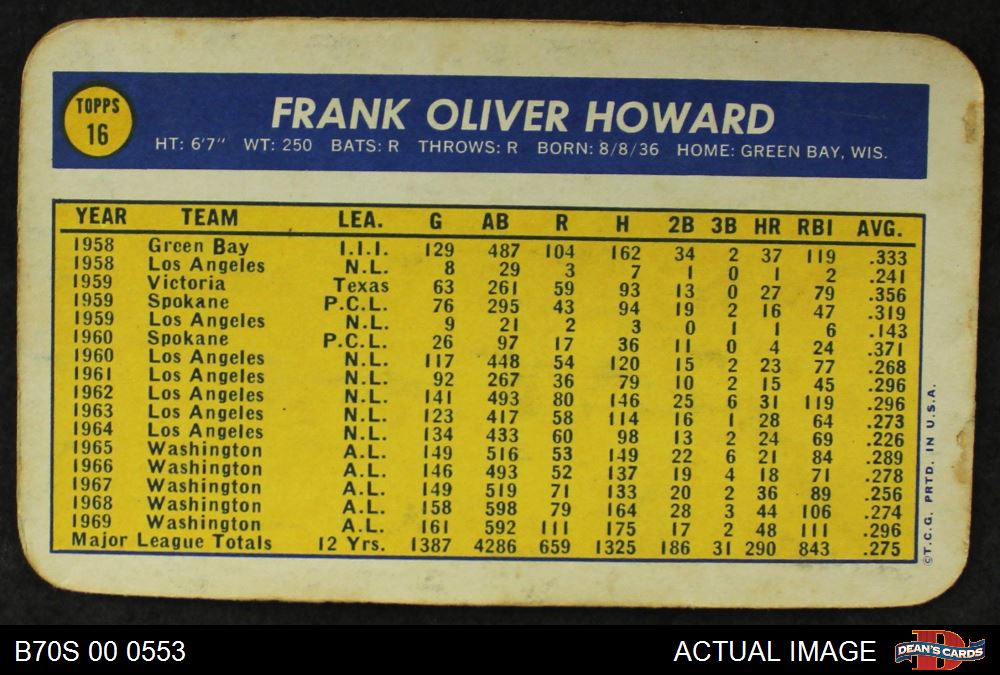 TOPPS
16
FRANK OLIVER HOWARD
HT: 6'7" WT: 250 BATS: R THROWS: R BORN: 8/8/36 HOME: GREEN BAY, WIS.
YEAR TEAM LEA. G AB R H 2B 3B HR RBI AVG.
1958 Green Bay I.I.I. 129 487 104 162 34 2 37 119 .333
1958 Los Angeles N.L. 8 29 3 7 1 0 1 2 .241
1959 Victoria Texas 63 261 59 93 13 0 27 79 .356
1959 Spokane P.C.L. 76 295 43 94 19 2 16 47 .319
1959 Los Angeles N.L. 9 21 2 3 0 1 1 6 .143
1960 Spokane P.C.L. 26 97 17 36 11 0 4 24 .371
1960 Los Angeles N.L. 117 448 54 120 15 2 23 77 .268
1961 Los Angeles N.L. 92 267 36 79 10 2 15 45 .296
1962 Los Angeles N.L. 141 493 80 146 25 6 31 119 .296
1963 Los Angeles N.L. 123 417 58 114 16 1 28 64 .273
1964 Los Angeles N.L. 134 433 60 98 13 2 24 69 .226
1965 Washington A.L. 149 516 53 149 22 6 21 84 .289
1966 Washington A.L. 146 493 52 137 19 4 18 71 .278
1967 Washington A.L. 149 519 71 133 20 2 36 89 .256
1968 Washington A.L. 158 598 79 164 28 3 44 106 .274
1969 Washington A.L. 161 592 111 175 17 2 48 111 .296
Major League Totals 12 Yrs. 1387 4286 659 1325 186 31 290 843 .275
©T.C.G. PRTD. IN U.S.A.
B70S 00 0553
ACTUAL IMAGE
DEAN'S CARDS